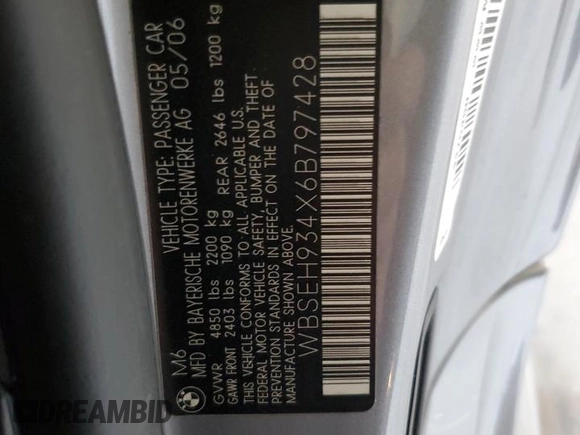 M6
VEHICLE TYPE: PASSENGER CAR
MFD BY BAYERISCHE MOTORENWERKE AG 05/06
GVWR 4850 lbs 2200 kg
GAWR FRONT 2403 lbs 1090 kg REAR 2946 lbs 1200 kg
THIS VEHICLE CONFORMS TO ALL APPLICABLE U.S.
FEDERAL MOTOR VEHICLE SAFETY, BUMPER AND THEFT
PREVENTION STANDARDS IN EFFECT ON THE DATE OF
MANUFACTURE SHOWN ABOVE.
WBSEH934X6B797428
DREAMBID